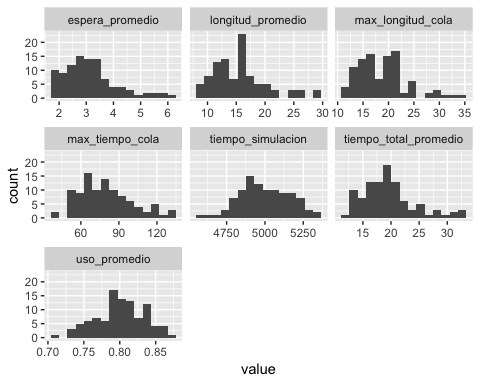 espera_promedio longitud_promedio max_longitud_cola
20
15
10
5
0
2 3 4 5 6 10 15 20 25 30 10 15 20 25 30 35
max_tiempo_cola tiempo_simulacion tiempo_total_promedio
count
20
15
10
5
0
60 90 120 4750 5000 5250 15 20 25 30
uso_promedio
20
15
10
5
0
0.70 0.75 0.80 0.85
value